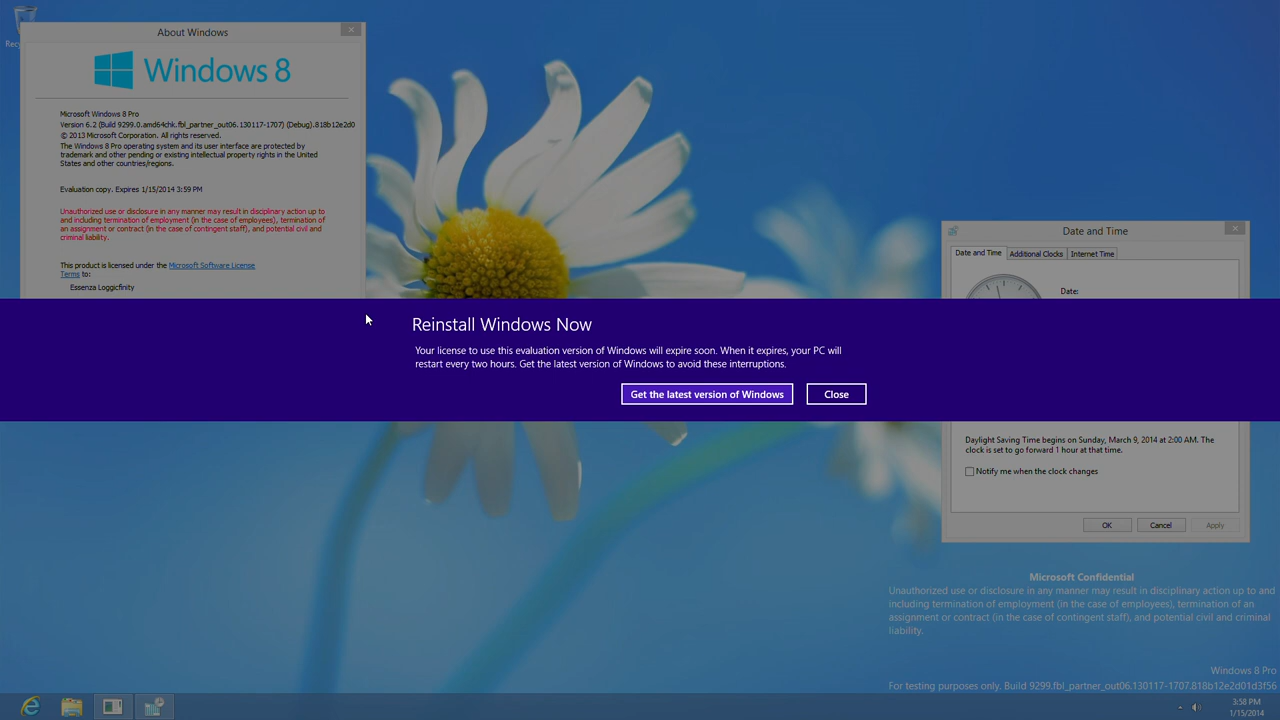 Recy
About Windows
Windows 8
Microsoft Windows 8 Pro
Version 6.2 (Build 9299.0.amd64chk.fbl_partner_out06.130117-1707) (Debug).818b12e2d0
© 2013 Microsoft Corporation. All rights reserved.
The Windows 8 Pro operating system and its user interface are protected by
trademark and other pending or existing intellectual property rights in the United
States and other countries/regions.
Evaluation copy. Expires 1/15/2014 3:59 PM
Unauthorized use or disclosure in any manner may result in disciplinary action up to
and including termination of employment (in the case of employees), termination of
an assignment or contract (in the case of contingent staff), and potential civil and
criminal liability.
This product is licensed under the Microsoft Software License
Terms to:
Essenza Loggicfinity
Date and Time
Date and Time
Additional Clocks
Internet Time
Date:
Reinstall Windows Now
Your license to use this evaluation version of Windows will expire soon. When it expires, your PC will
restart every two hours. Get the latest version of Windows to avoid these interruptions.
Get the latest version of Windows
Close
Daylight Saving Time begins on Sunday, March 9, 2014 at 2:00 AM. The
clock is set to go forward 1 hour at that time.
Notify me when the clock changes
OK
Cancel
Apply
Microsoft Confidential
Unauthorized use or disclosure in any manner may result in disciplinary action up to and
including termination of employment (in the case of employees), termination of an
assignment or contract (in the case of contingent staff), and potential civil and criminal
liability.
Windows 8 Pro
For testing purposes only. Build 9299.fbl_partner_out06.130117-1707.818b12e2d01d3f56
3:58 PM
1/15/2014